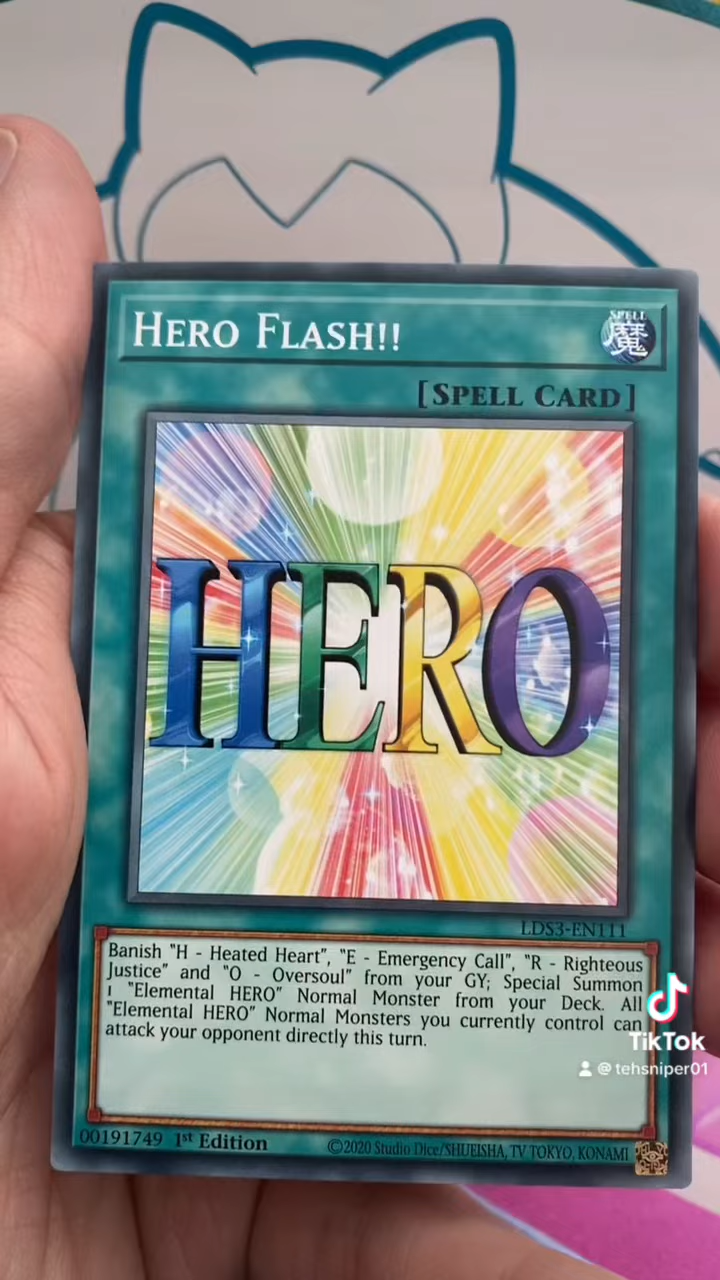 HERO FLASH!!
SPELL
魔
[SPELL CARD]
HERO
LDS3-EN111
Banish "H - Heated Heart", "E - Emergency Call", "R - Righteous
Justice" and "O - Oversoul" from your GY; Special Summon
1 "Elemental HERO" Normal Monster from your Deck. All
"Elemental HERO" Normal Monsters you currently control can
attack your opponent directly this turn.
TikTok
@tehsniper01
00191749 1st Edition
©2020 Studio Dice/SHUEISHA, TV TOKYO, KONAMI